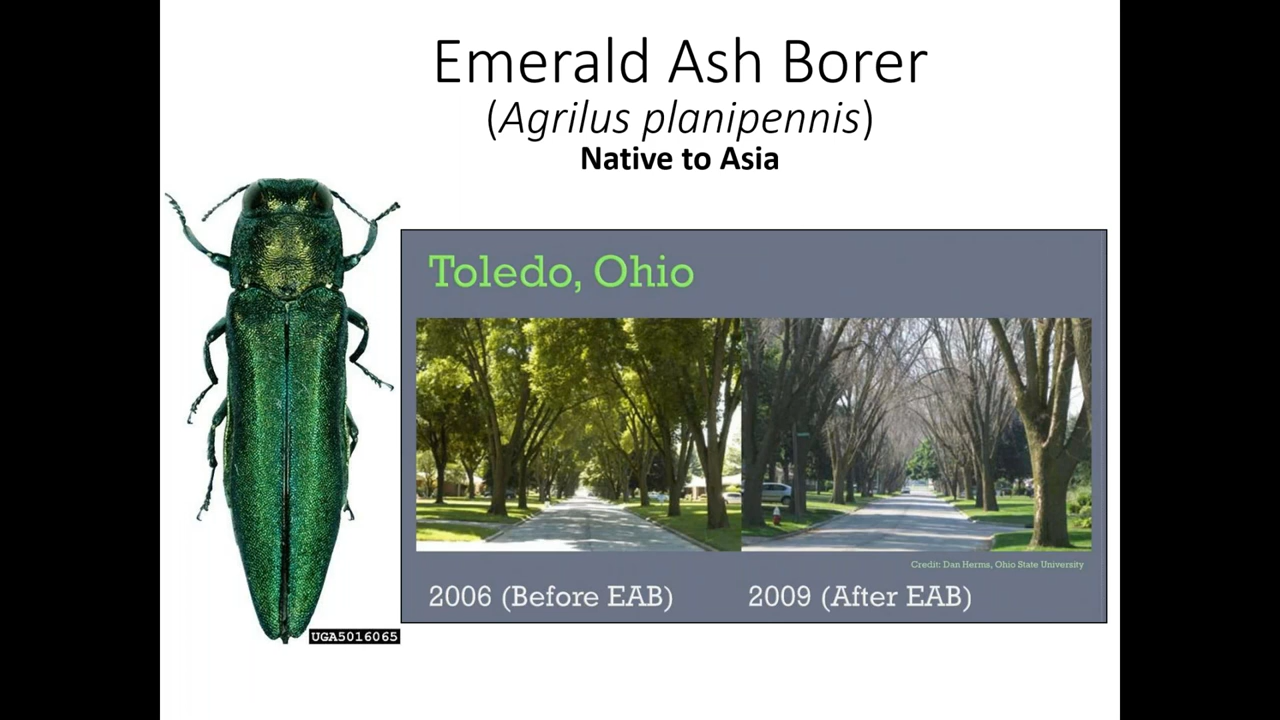 Emerald Ash Borer
(Agrilus planipennis)
Native to Asia
Toledo, Ohio
Credit: Dan Herms, Ohio State University
2006 (Before EAB)
2009 (After EAB)
UGA5016065